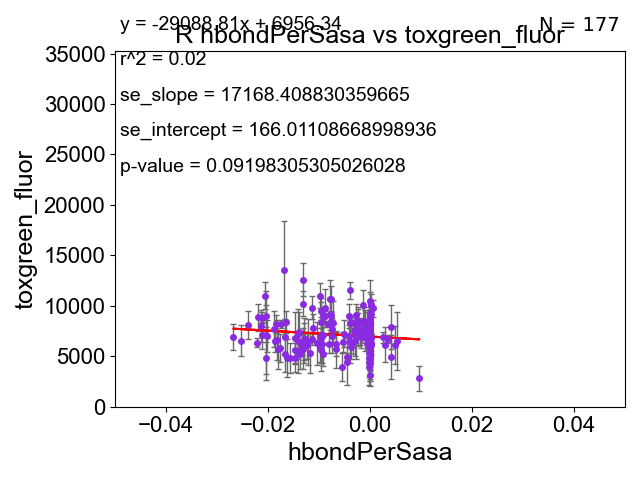 y = -29088.81x + 6956.34
N = 177
R hbondPerSasa vs toxgreen_fluor
r^2 = 0.02
se_slope = 17168.408830359665
se_intercept = 166.01108668998936
p-value = 0.09198305305026028
35000
30000
25000
20000
15000
10000
5000
0
toxgreen_fluor
−0.04 −0.02 0.00 0.02 0.04
hbondPerSasa